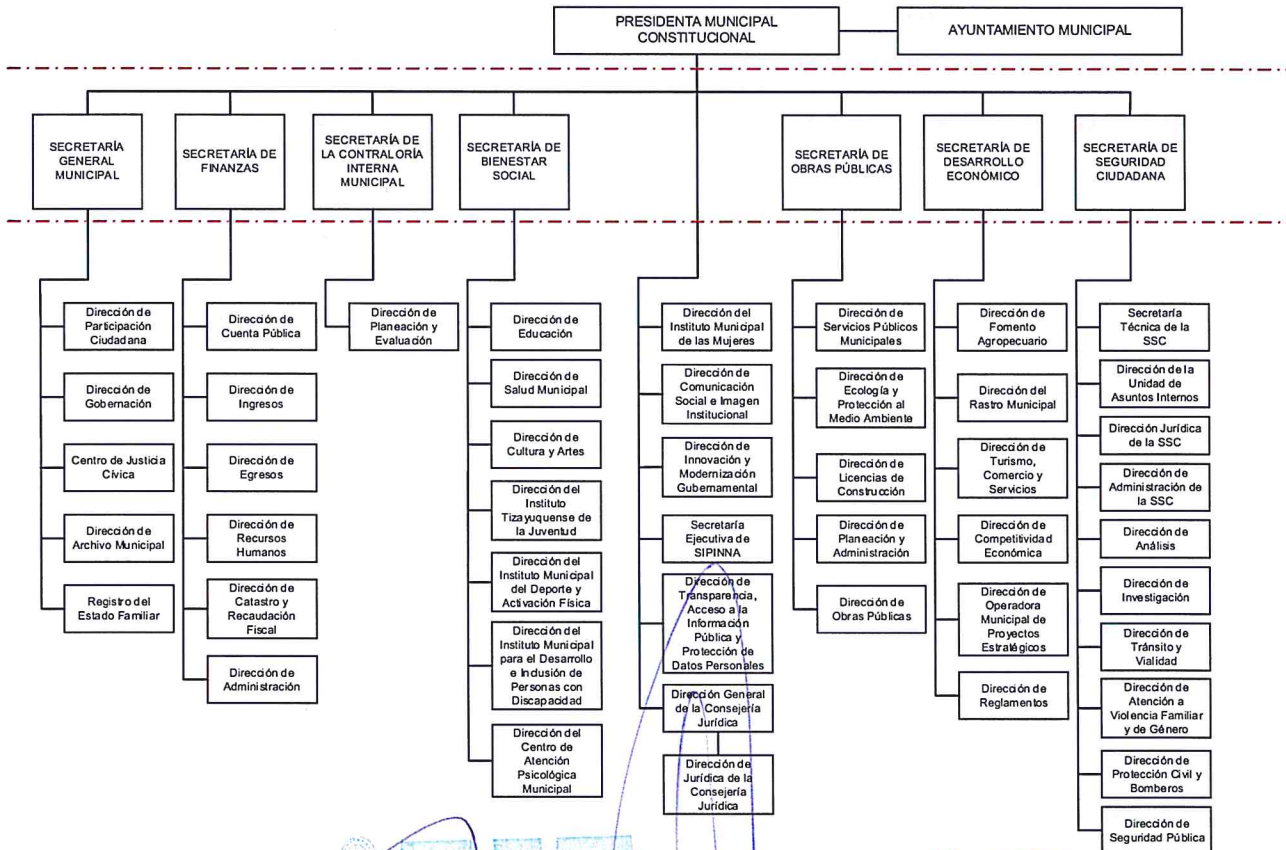 PRESIDENTA MUNICIPAL
CONSTITUCIONAL
AYUNTAMIENTO MUNICIPAL
SECRETARÍA
GENERAL
MUNICIPAL
SECRETARÍA DE
FINANZAS
SECRETARÍA DE
LA CONTRALORÍA
INTERNA
MUNICIPAL
SECRETARÍA DE
BIENESTAR
SOCIAL
SECRETARÍA DE
OBRAS PÚBLICAS
SECRETARÍA DE
DESARROLLO
ECONÓMICO
SECRETARÍA DE
SEGURIDAD
CIUDADANA
Dirección de
Participación
Ciudadana
Dirección de
Gobernación
Centro de Justicia
Cívica
Dirección de
Archivo Municipal
Registro del
Estado Familiar
Dirección de
Cuenta Pública
Dirección de
Ingresos
Dirección de
Egresos
Dirección de
Recursos
Humanos
Dirección de
Catastro y
Recaudación
Fiscal
Dirección de
Administración
Dirección de
Planeación y
Evaluación
Dirección de
Educación
Dirección de
Salud Municipal
Dirección de
Cultura y Artes
Dirección del
Instituto
Tizayuquense de
la Juventud
Dirección del
Instituto Municipal
del Deporte y
Activación Física
Dirección del
Instituto Municipal
para el Desarrollo
e Inclusión de
Personas con
Discapacidad
Dirección del
Centro de
Atención
Psicológica
Municipal
Dirección del
Instituto Municipal
de las Mujeres
Dirección de
Comunicación
Social e Imagen
Institucional
Dirección de
Innovación y
Modernización
Gubernamental
Secretaría
Ejecutiva de
SIPINNA
Dirección de
Transparencia,
Acceso a la
Información
Pública y
Protección de
Datos Personales
Dirección General
de la Consejería
Jurídica
Dirección de
Jurídica de la
Consejería
Jurídica
Dirección de
Servicios Públicos
Municipales
Dirección de
Ecología y
Protección al
Medio Ambiente
Dirección de
Licencias de
Construcción
Dirección de
Planeación y
Administración
Dirección de
Obras Públicas
Dirección de
Fomento
Agropecuario
Dirección del
Rastro Municipal
Dirección de
Turismo,
Comercio y
Servicios
Dirección de
Competitividad
Económica
Dirección de
Operadora
Municipal de
Proyectos
Estratégicos
Dirección de
Reglamentos
Secretaría
Técnica de la
SSC
Dirección de la
Unidad de
Asuntos Internos
Dirección Jurídica
de la SSC
Dirección de
Administración de
la SSC
Dirección de
Análisis
Dirección de
Investigación
Dirección de
Tránsito y
Vialidad
Dirección de
Atención a
Violencia Familiar
y de Género
Dirección de
Protección Civil y
Bomberos
Dirección de
Seguridad Pública